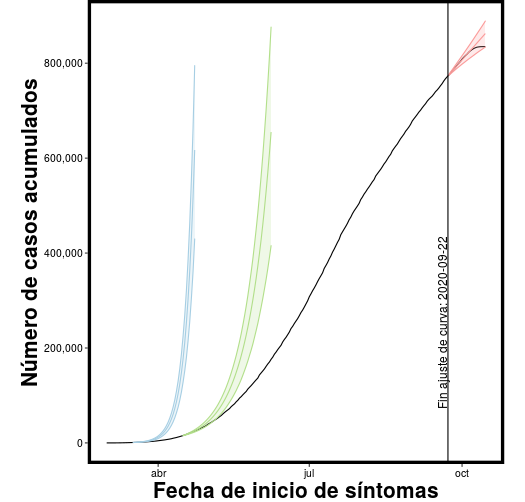 Número de casos acumulados
800,000
600,000
400,000
200,000
0
Fin ajuste de curva: 2020-09-22
abr
jul
oct
Fecha de inicio de síntomas